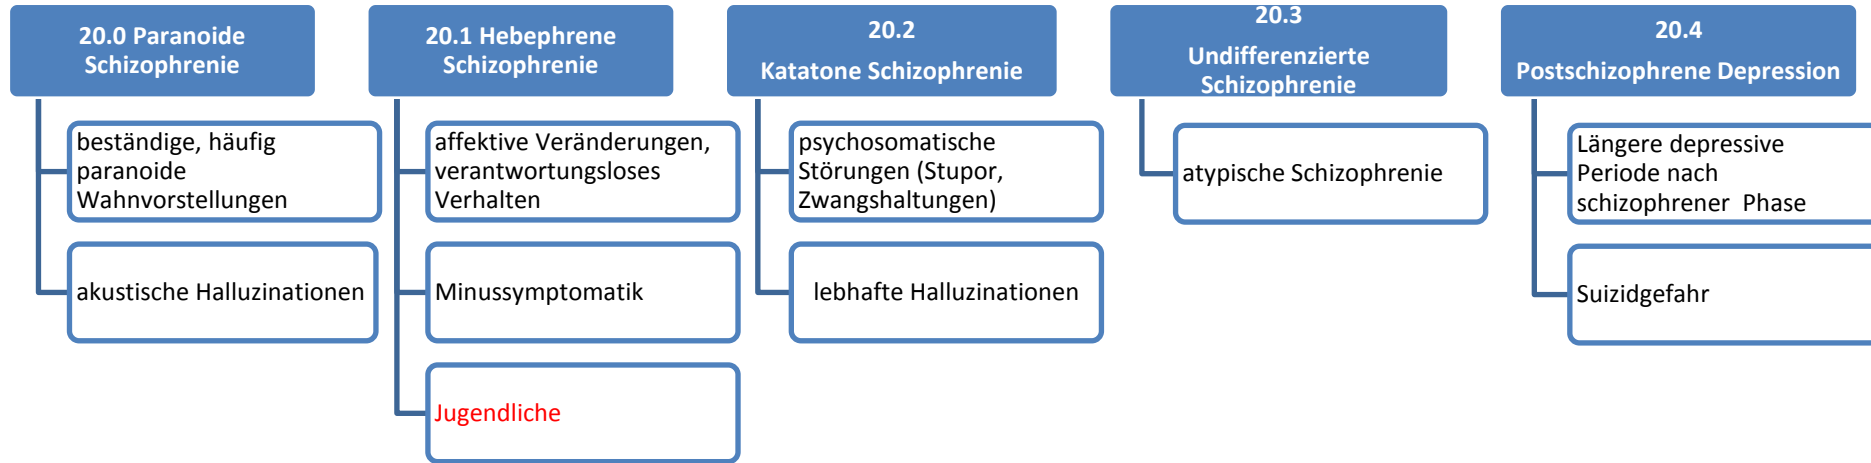 20.0 Paranoide
Schizophrenie
beständige, häufig
paranoide
Wahnvorstellungen
akustische Halluzinationen
20.1 Hebephrene
Schizophrenie
affektive Veränderungen,
verantwortungsloses
Verhalten
Minussymptomatik
Jugendliche
20.2
Katatone Schizophrenie
psychosomatische
Störungen (Stupor,
Zwangshaltungen)
lebhafte Halluzinationen
20.3
Undifferenzierte
Schizophrenie
atypische Schizophrenie
20.4
Postschizophrene Depression
Längere depressive
Periode nach
schizophrener Phase
Suizidgefahr